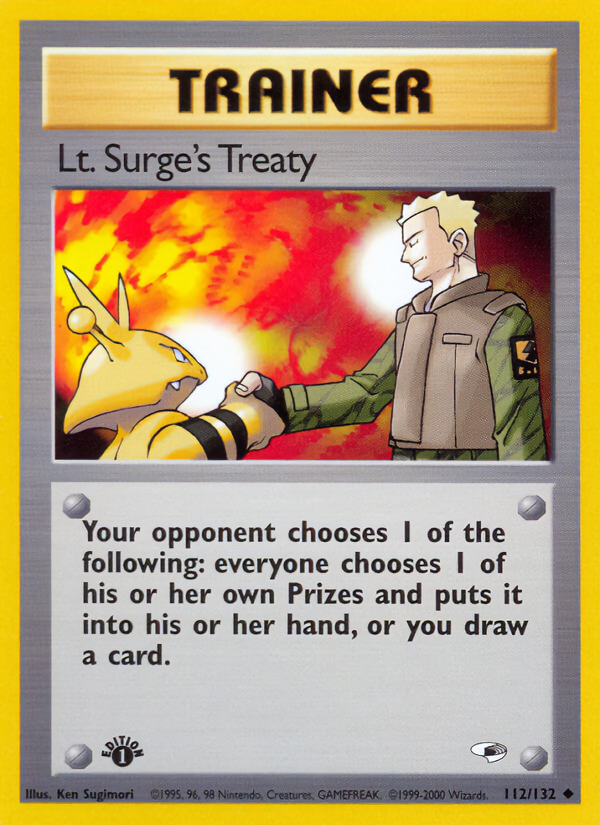 TRAINER
Lt. Surge's Treaty
Your opponent chooses 1 of the
following: everyone chooses 1 of
his or her own Prizes and puts it
into his or her hand, or you draw
a card.
EDITION
1
Illus. Ken Sugimori ©1995, 96, 98 Nintendo, Creatures, GAMEFREAK. ©1999-2000 Wizards. 112/132